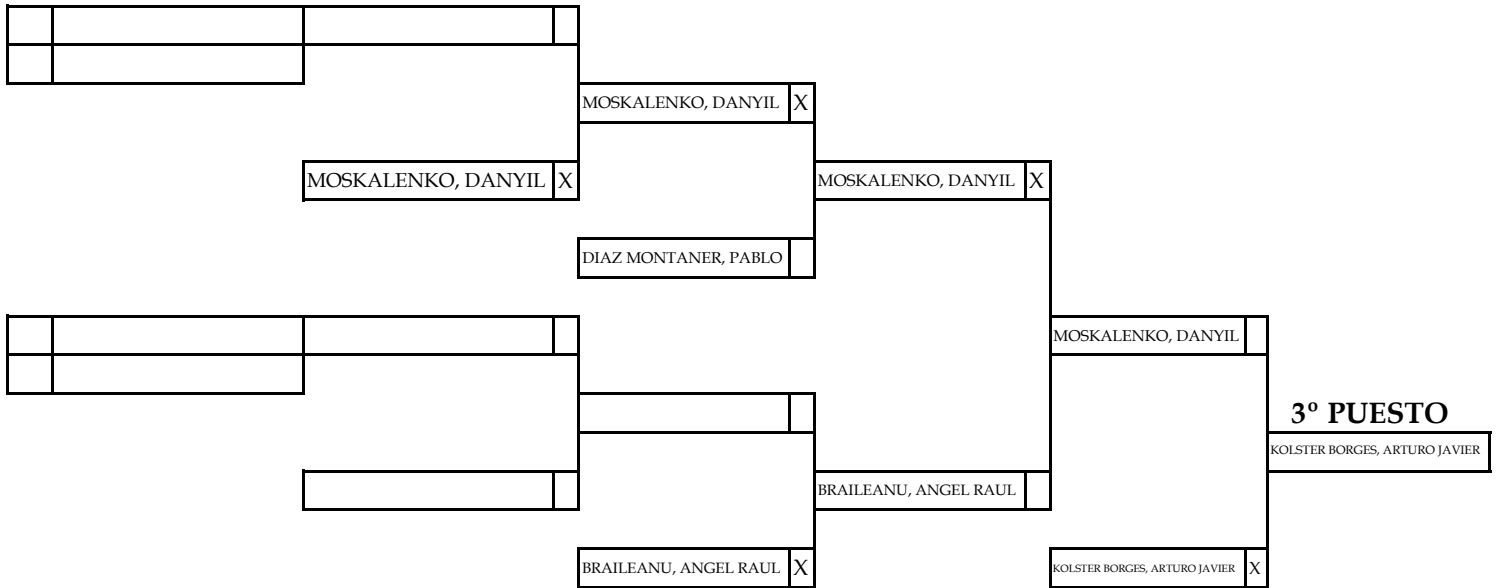 MOSKALENKO, DANYIL X
MOSKALENKO, DANYIL X
MOSKALENKO, DANYIL X
DIAZ MONTANER, PABLO
MOSKALENKO, DANYIL
3º PUESTO
KOLSTER BORGES, ARTURO JAVIER
BRAILEANU, ANGEL RAUL
BRAILEANU, ANGEL RAUL X
KOLSTER BORGES, ARTURO JAVIER X